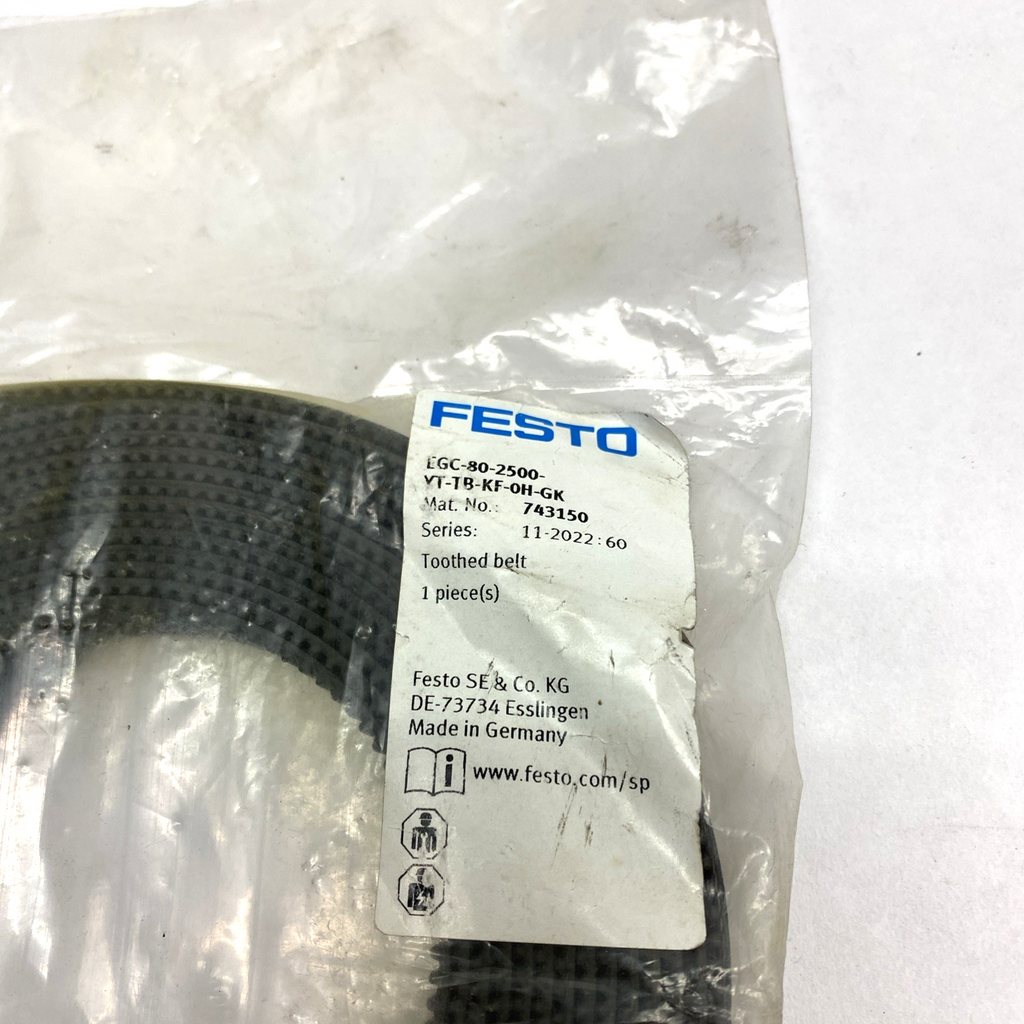 FESTO
EGC-80-2500-
YT-TB-KF-0H-GK
Mat. No.: 743150
Series: 11-2022:60
Toothed belt
1 piece(s)
Festo SE & Co. KG
DE-73734 Esslingen
Made in Germany
www.festo.com/sp